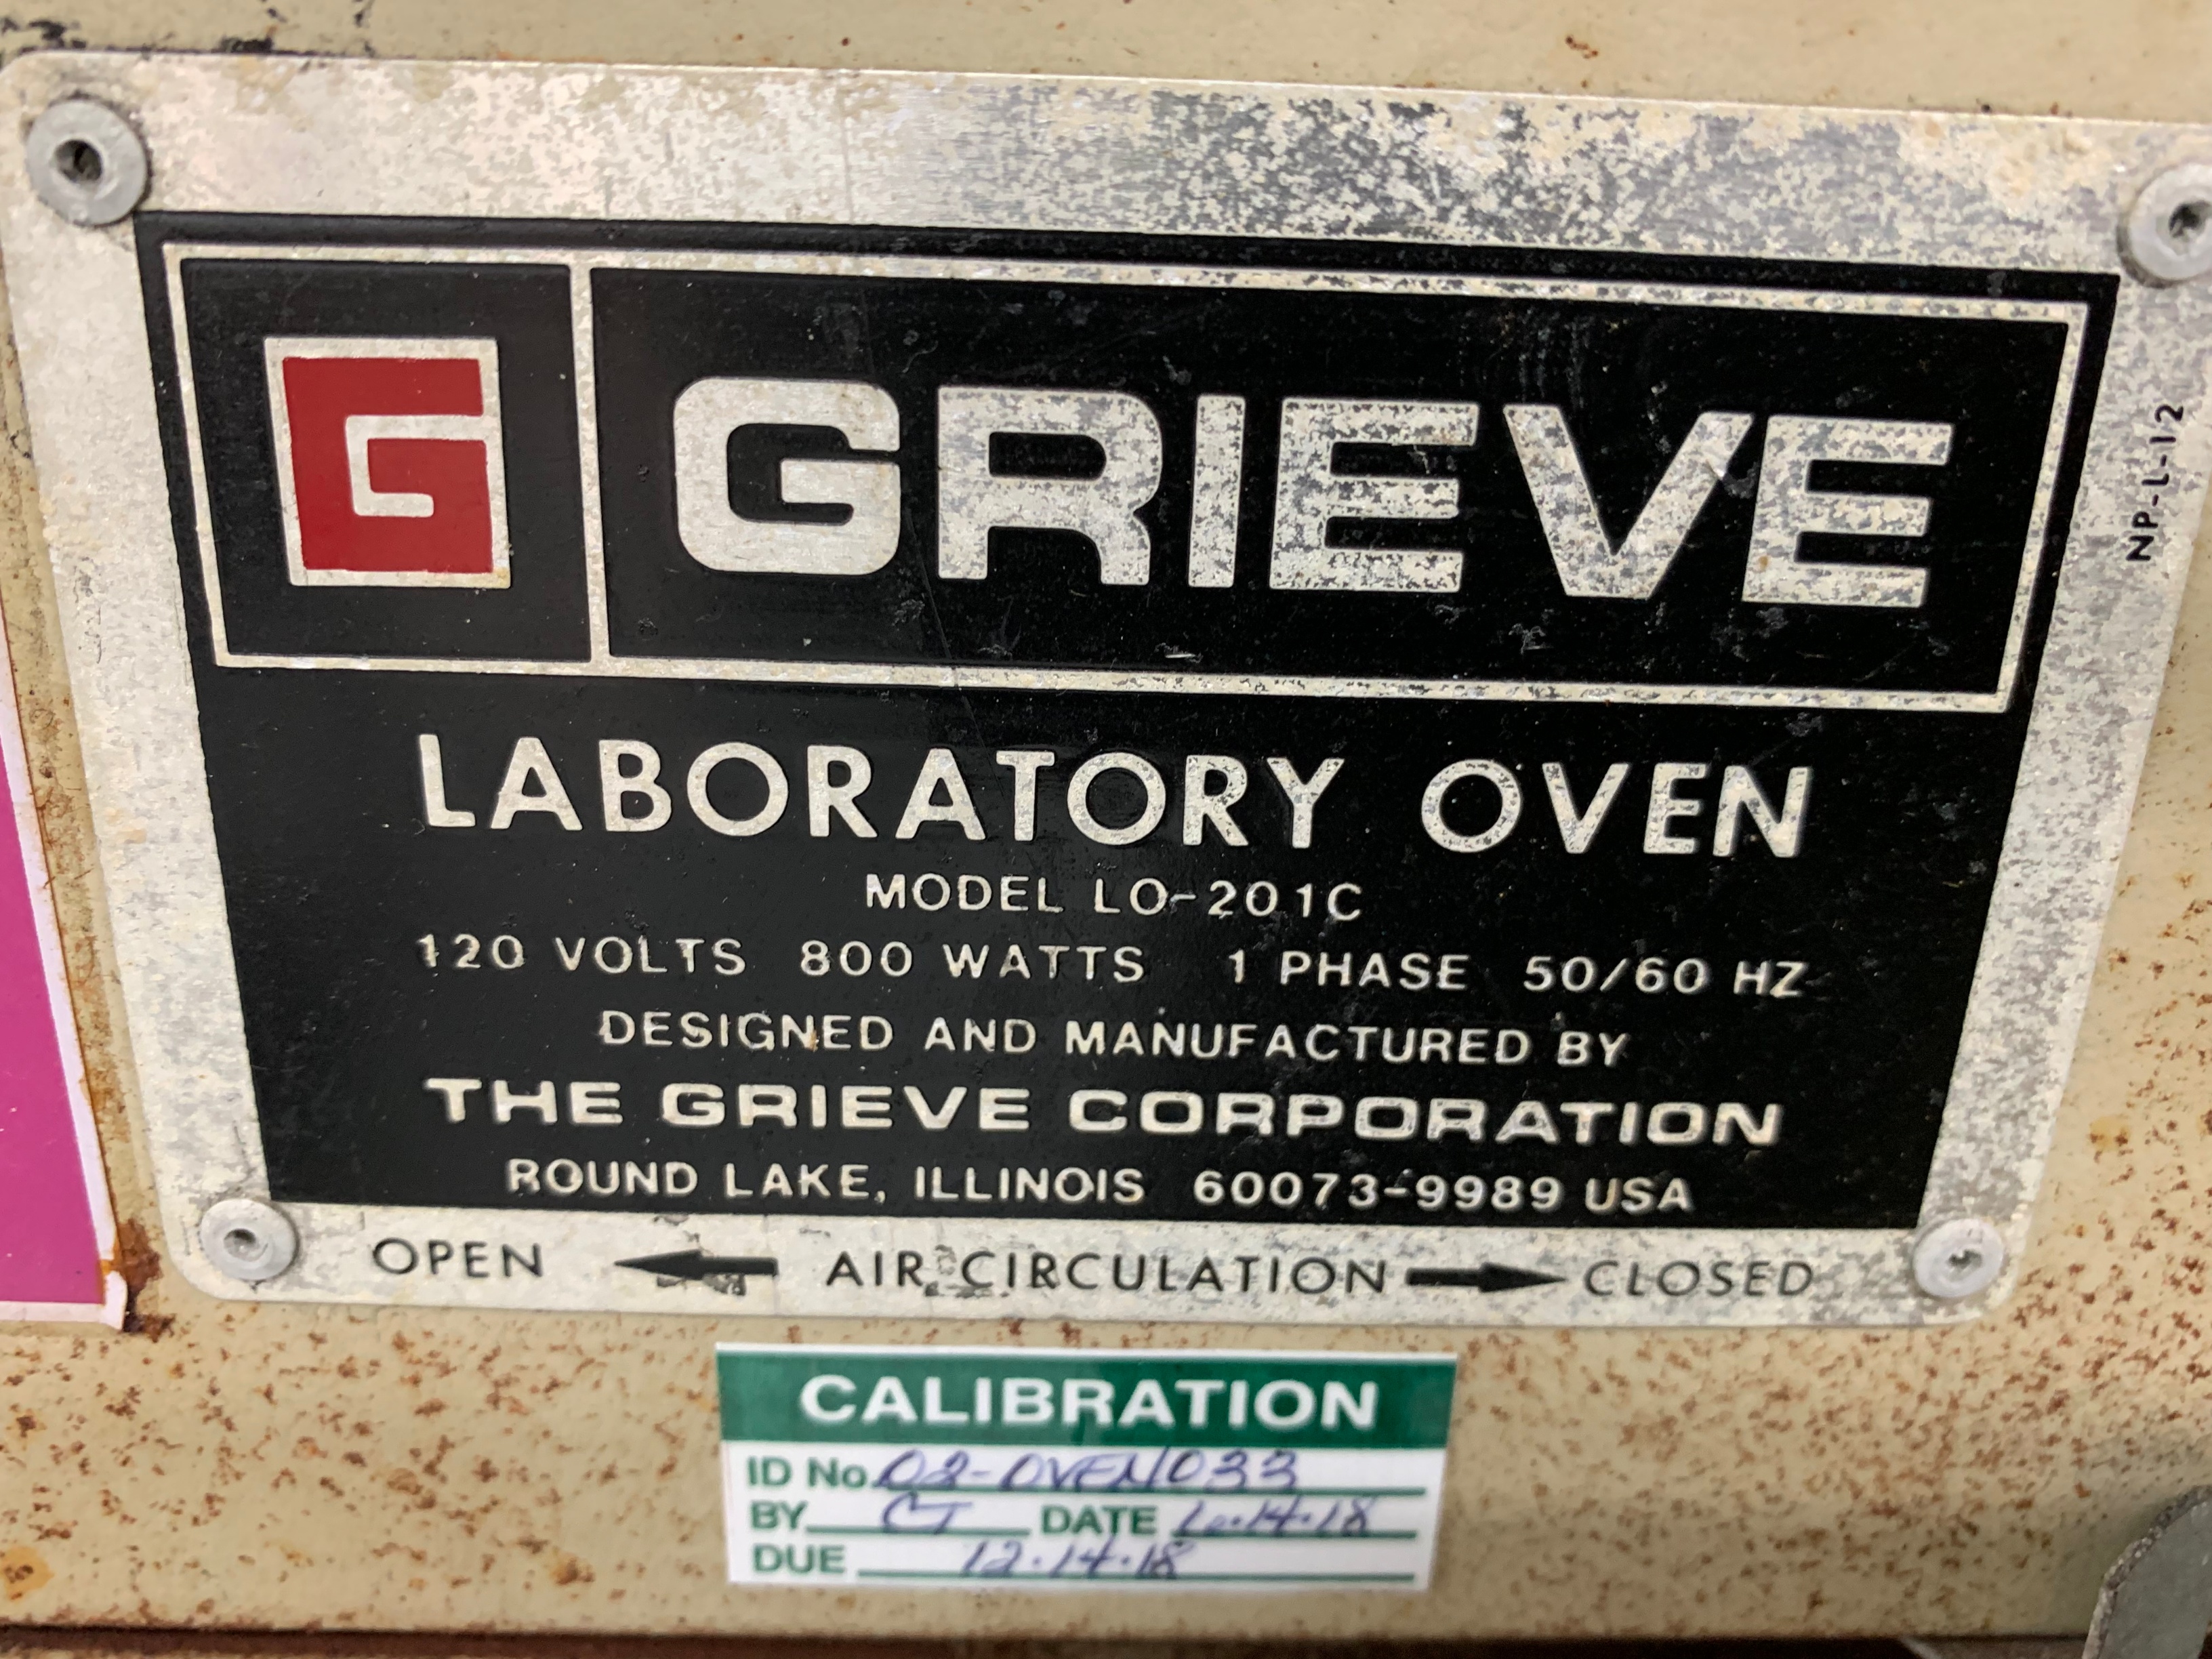 G GRIEVE
NP-L-12
LABORATORY OVEN
MODEL LO-201C
120 VOLTS 800 WATTS 1 PHASE 50/60 HZ
DESIGNED AND MANUFACTURED BY
THE GRIEVE CORPORATION
ROUND LAKE, ILLINOIS 60073-9989 USA
OPEN AIR CIRCULATION CLOSED
CALIBRATION
ID No. 02-OVEN033
BY CT DATE 6.14.18
DUE 12.14.18